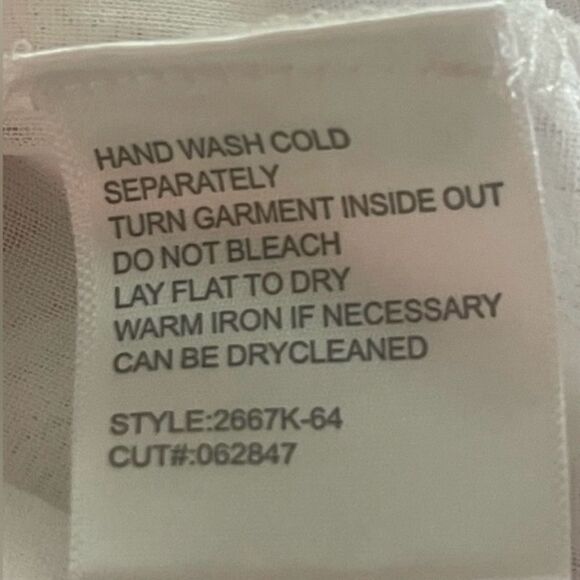 HAND WASH COLD
SEPARATELY
TURN GARMENT INSIDE OUT
DO NOT BLEACH
LAY FLAT TO DRY
WARM IRON IF NECESSARY
CAN BE DRYCLEANED
STYLE:2667K-64
CUT#:062847